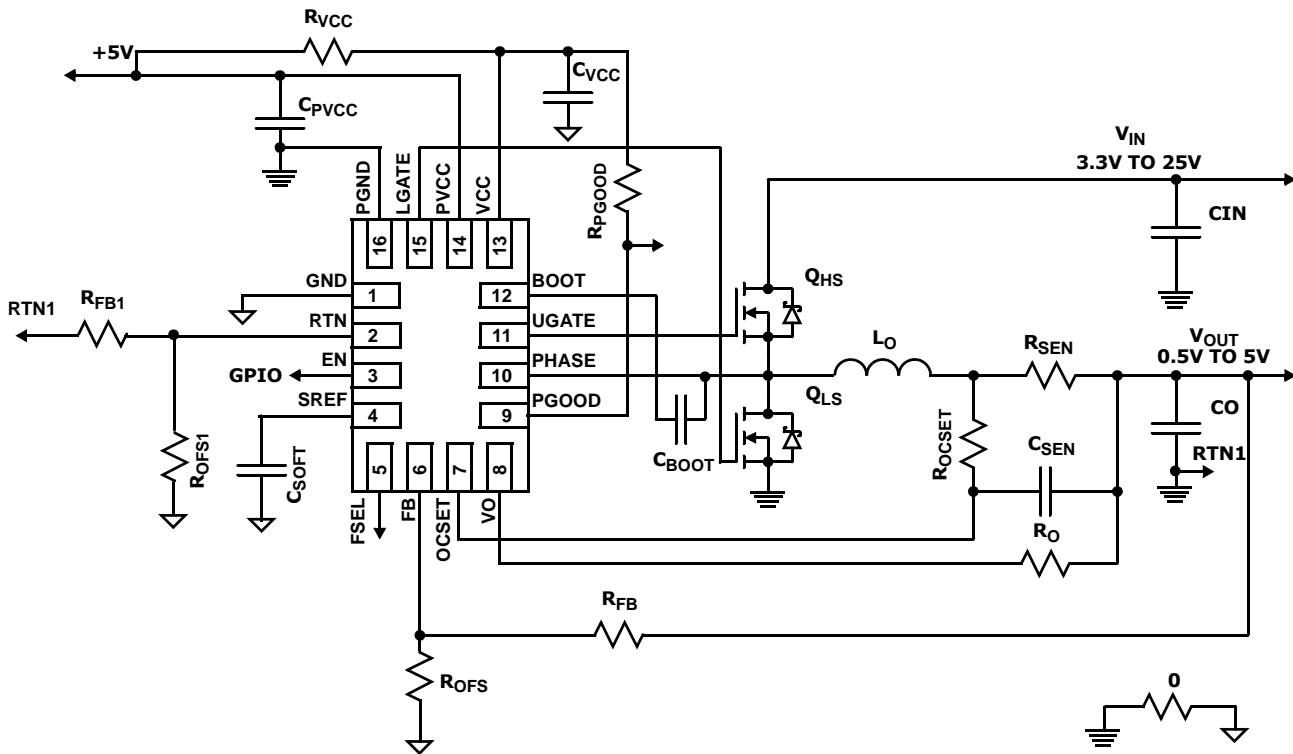 RVCC
+5V
CVCC
CPVCC
VIN
3.3V TO 25V
PGND
LGATE
PVCC
VCC
RPGOOD
CIN
16
15
14
13
QHS
GND
1
12
BOOT
RTN1
RFB1
RTN
2
11
UGATE
LO
RSEN
VOUT
0.5V TO 5V
GPIO
EN
3
10
PHASE
QLS
SREF
4
9
PGOOD
CO
ROFS1
CSOFT
5
6
7
8
CBOOT
ROCSET
CSEN
RTN1
FSEL
FB
OCSET
VO
RO
RFB
ROFS
0